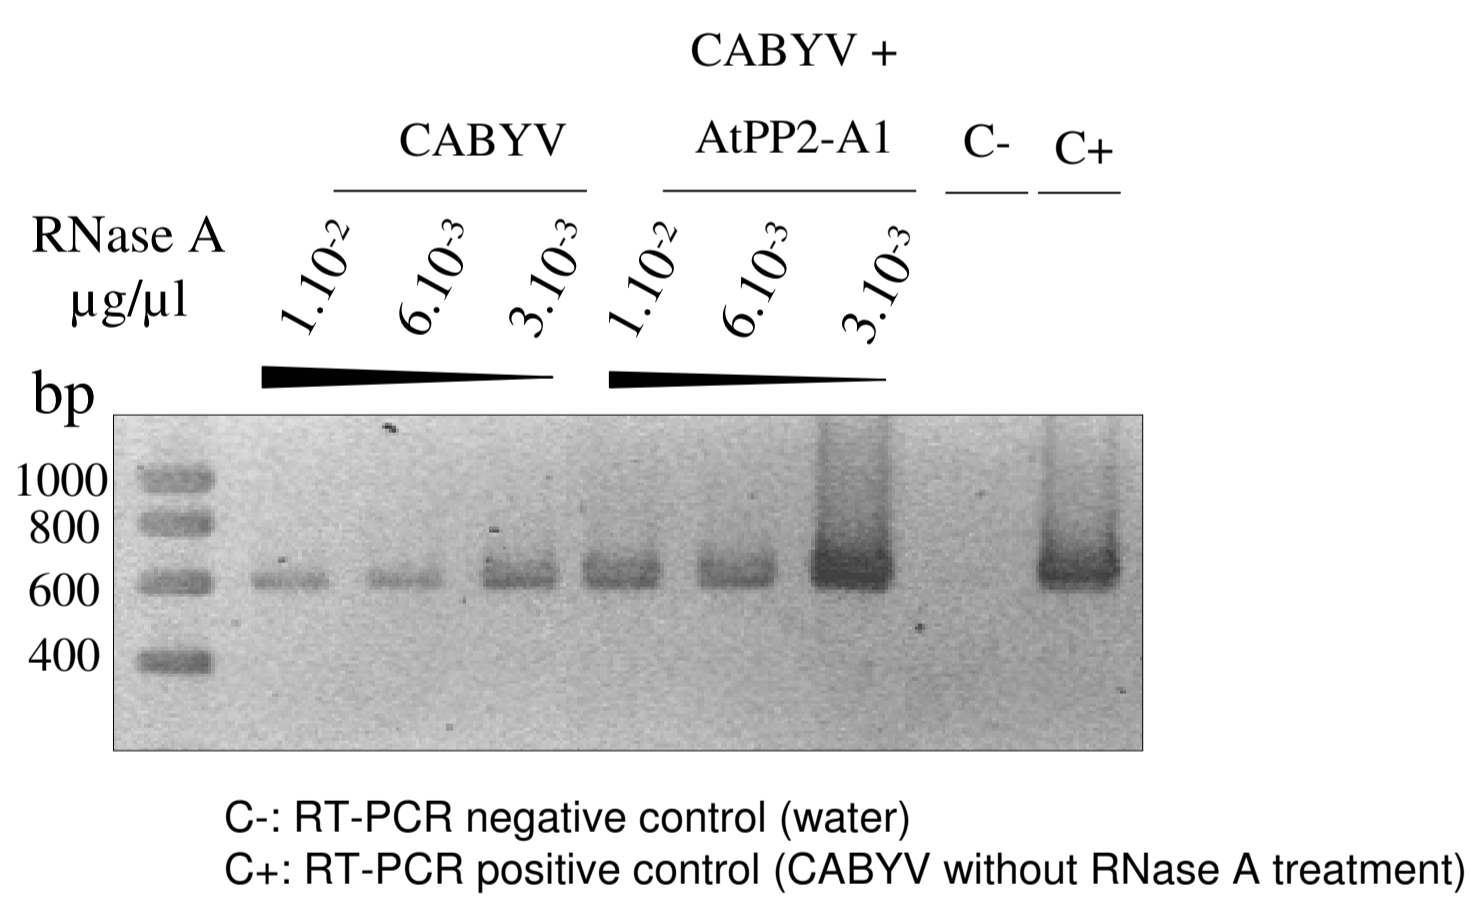 CABYV +
CABYV AtPP2-A1 C- C+
RNase A
µg/µl
1.10-2 6.10-3 3.10-3 1.10-2 6.10-3 3.10-3
bp
1000
800
600
400
C-: RT-PCR negative control (water)
C+: RT-PCR positive control (CABYV without RNase A treatment)